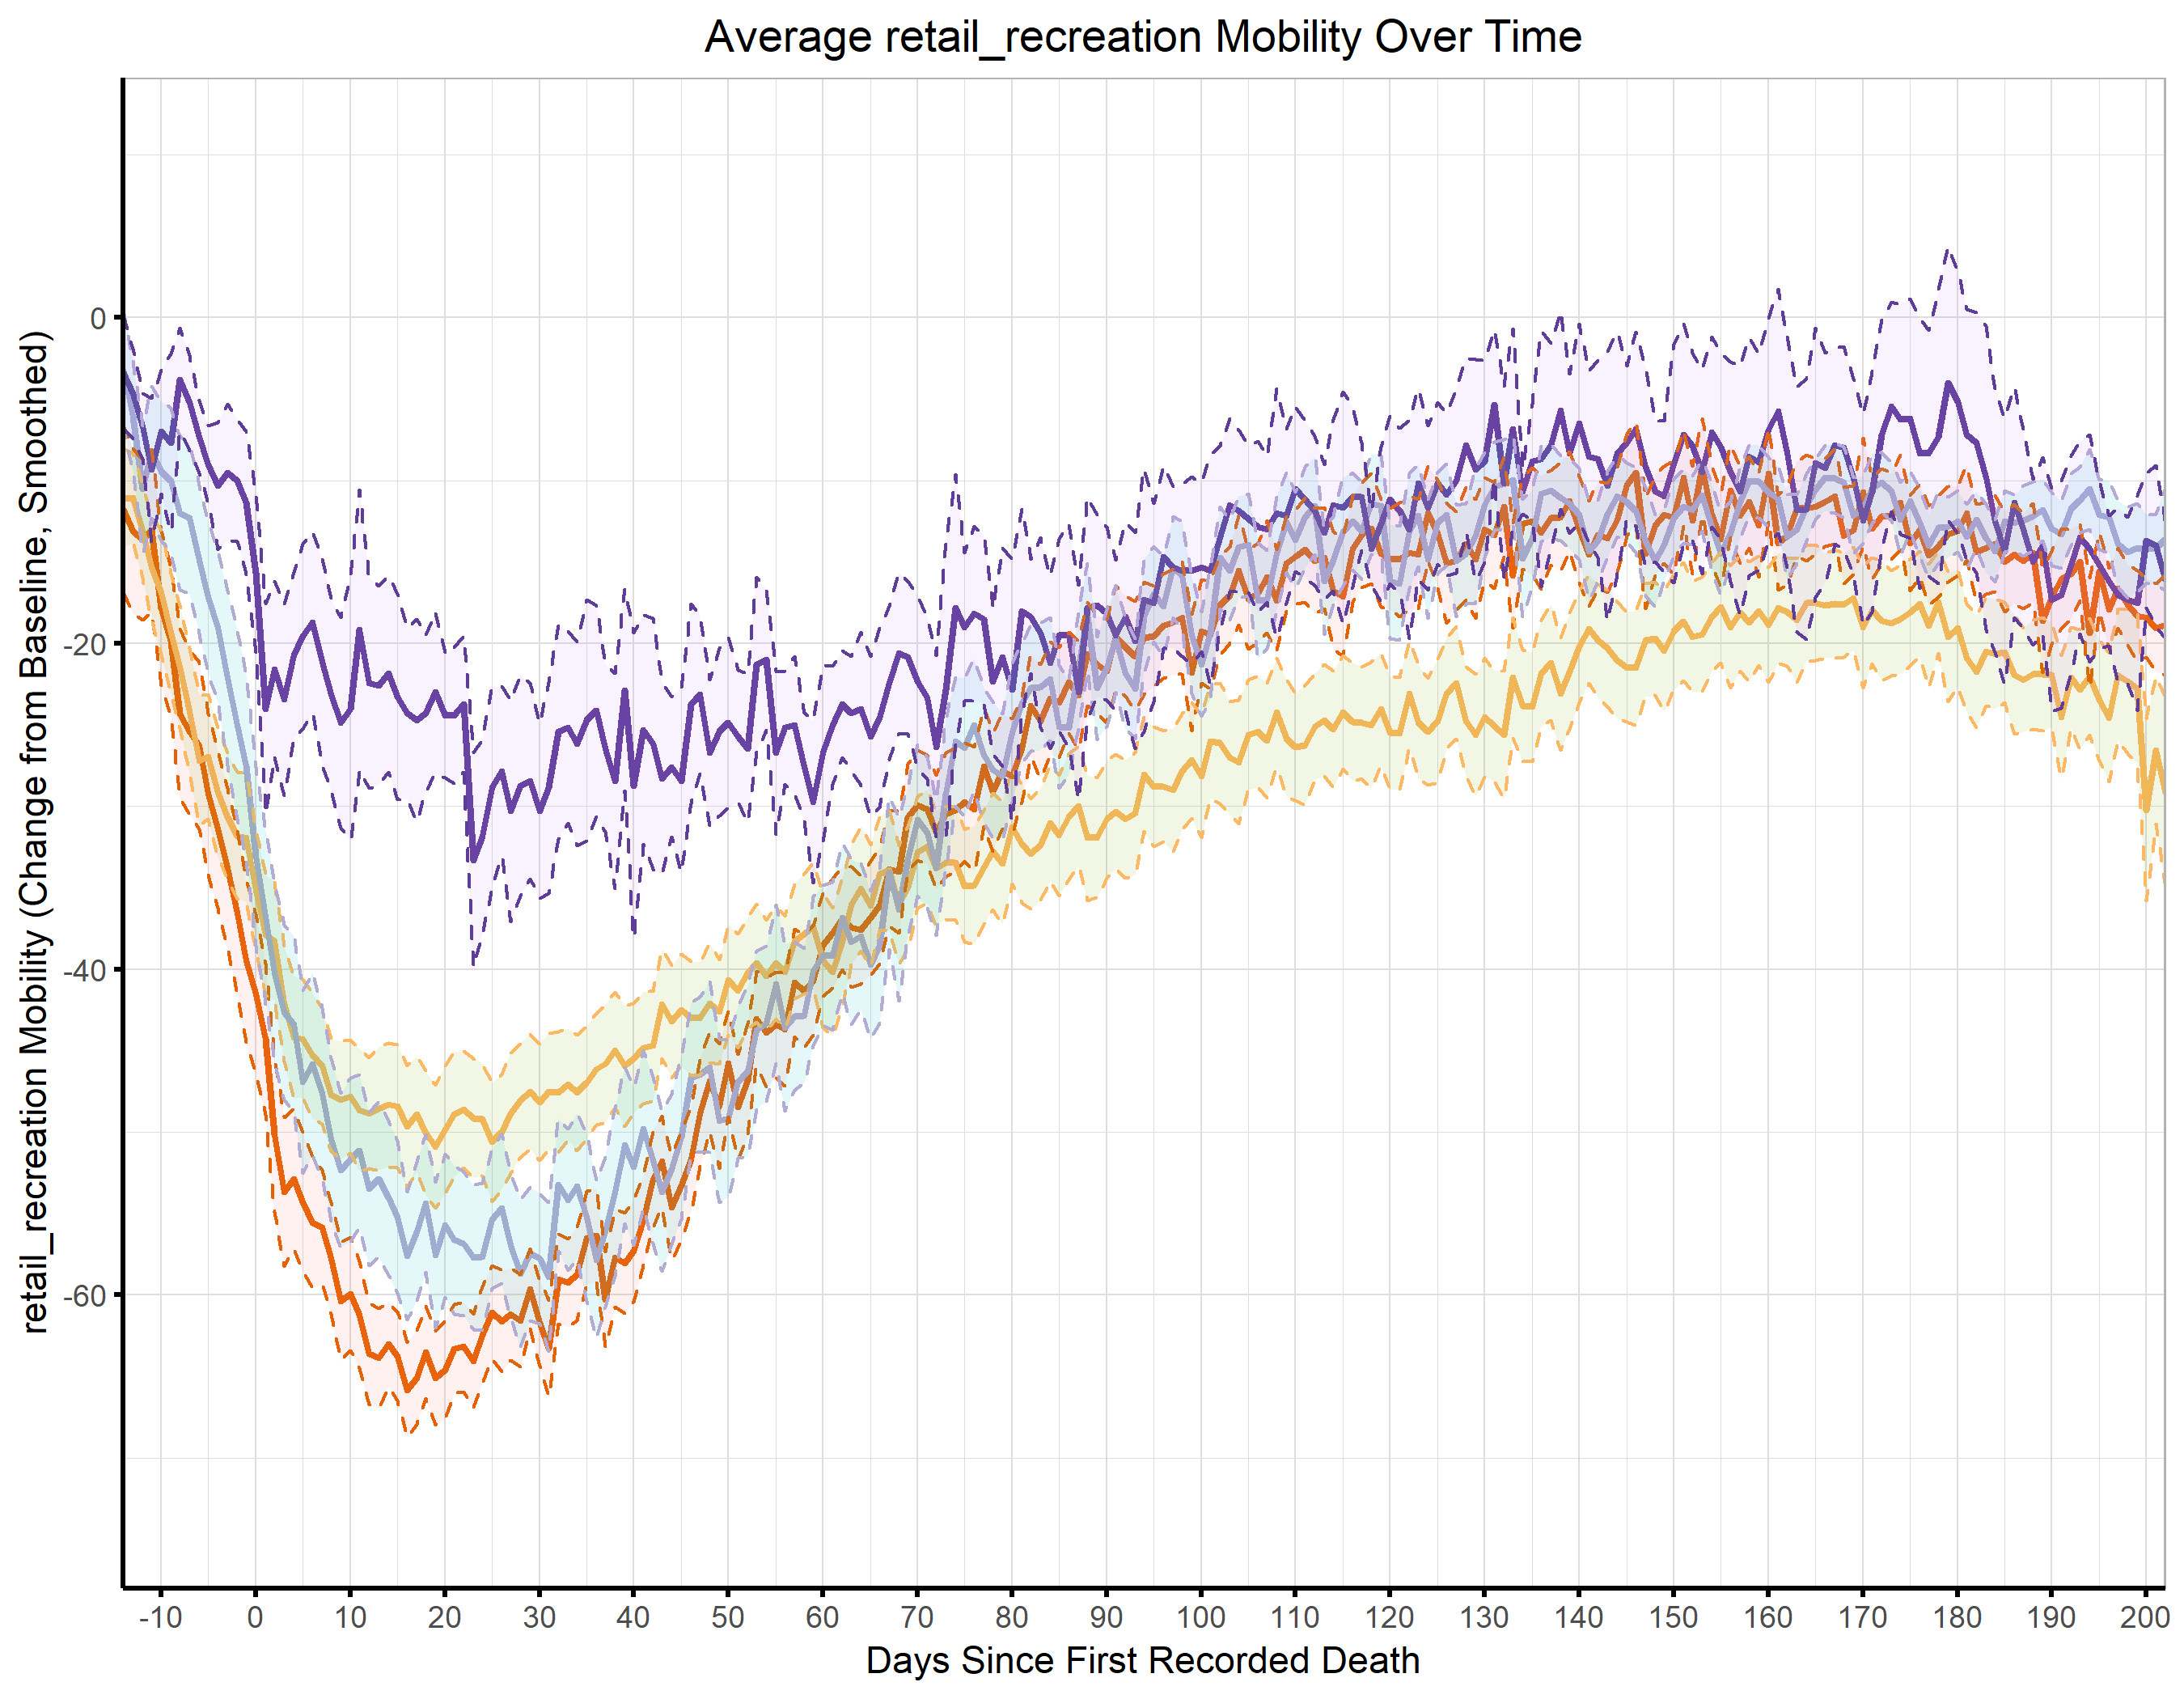 Average retail_recreation Mobility Over Time
retail_recreation Mobility (Change from Baseline, Smoothed)
0
-20
-40
-60
-10 0 10 20 30 40 50 60 70 80 90 100 110 120 130 140 150 160 170 180 190 200
Days Since First Recorded Death